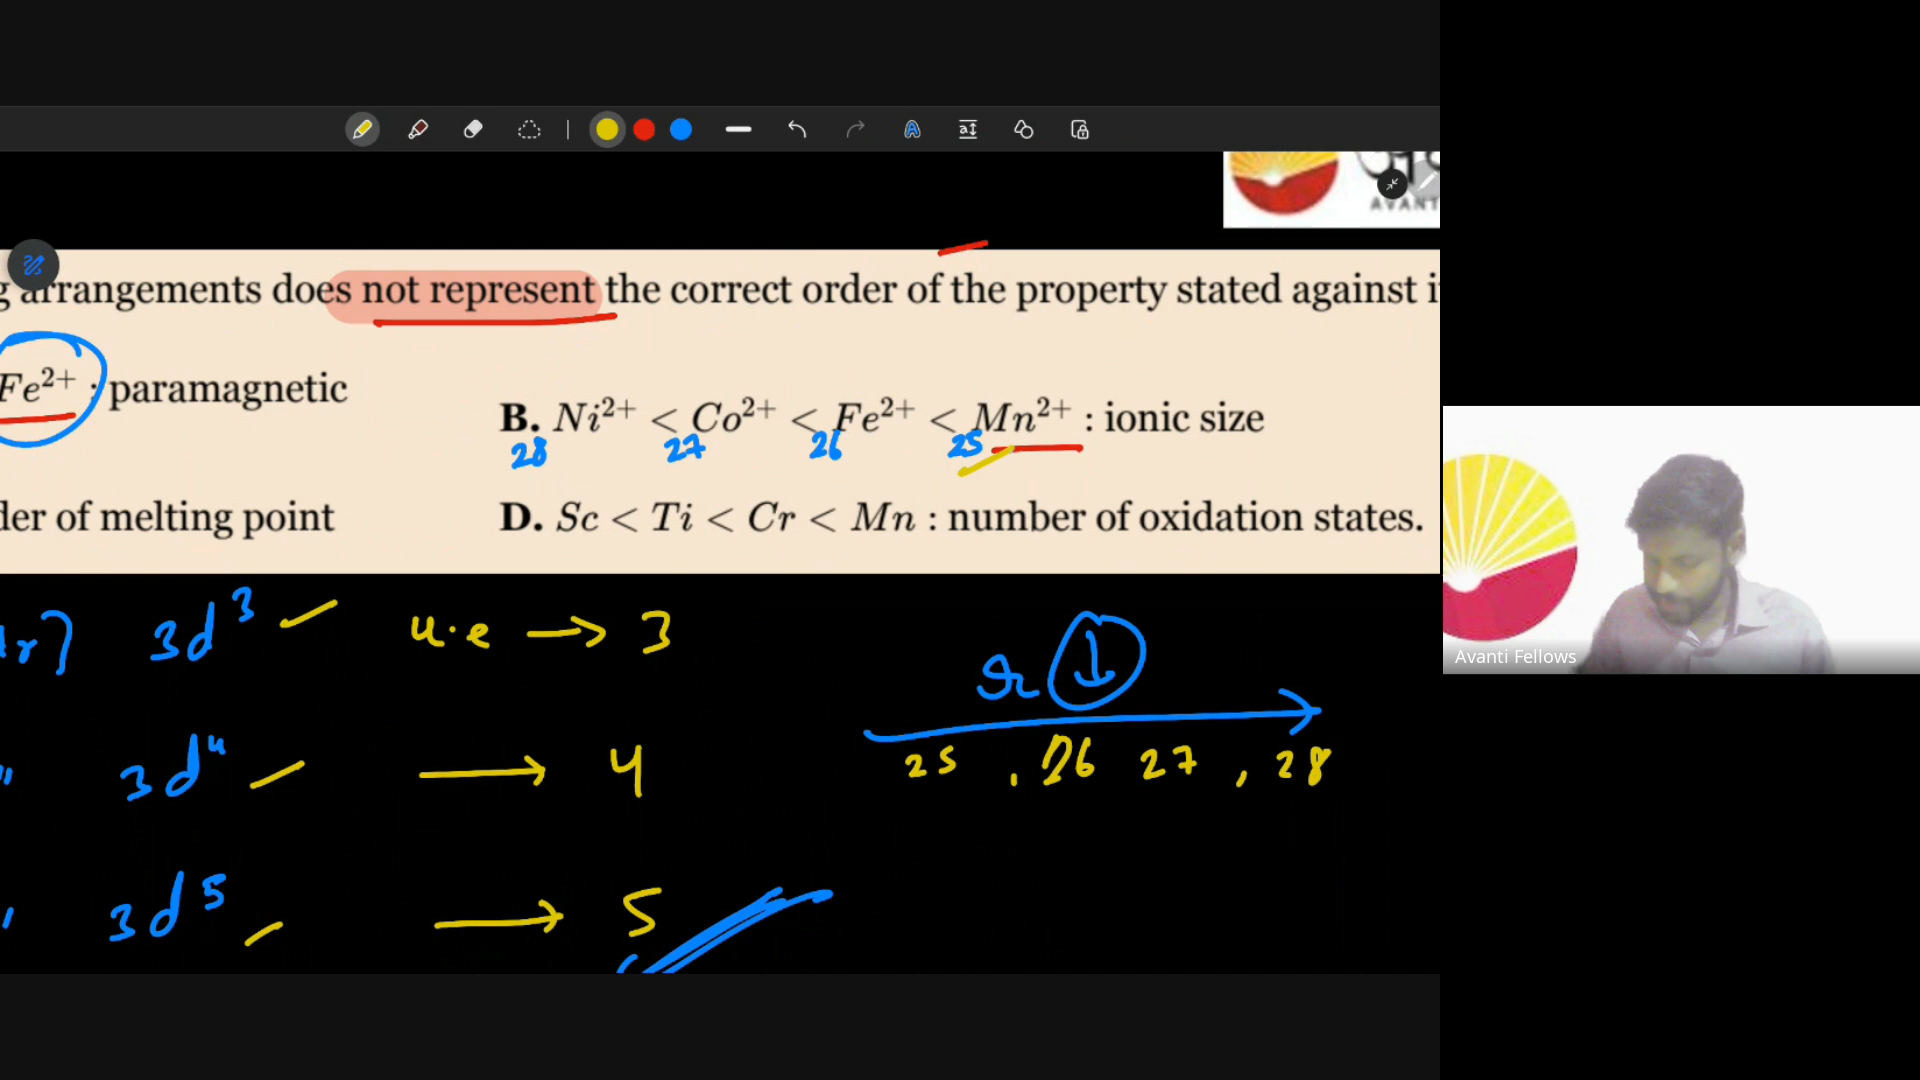 AVANT
arrangements does not represent the correct order of the property stated against
Fe²⁺ : paramagnetic
B. Ni²⁺ < Co²⁺ < Fe²⁺ < Mn²⁺ : ionic size
28 27 26 25
der of melting point
D. Sc < Ti < Cr < Mn : number of oxidation states.
3d³ u.e → 3
r ↓
3d⁴ → 4
25 , 26 27 , 28
3d⁵ → 5
Avanti Fellows